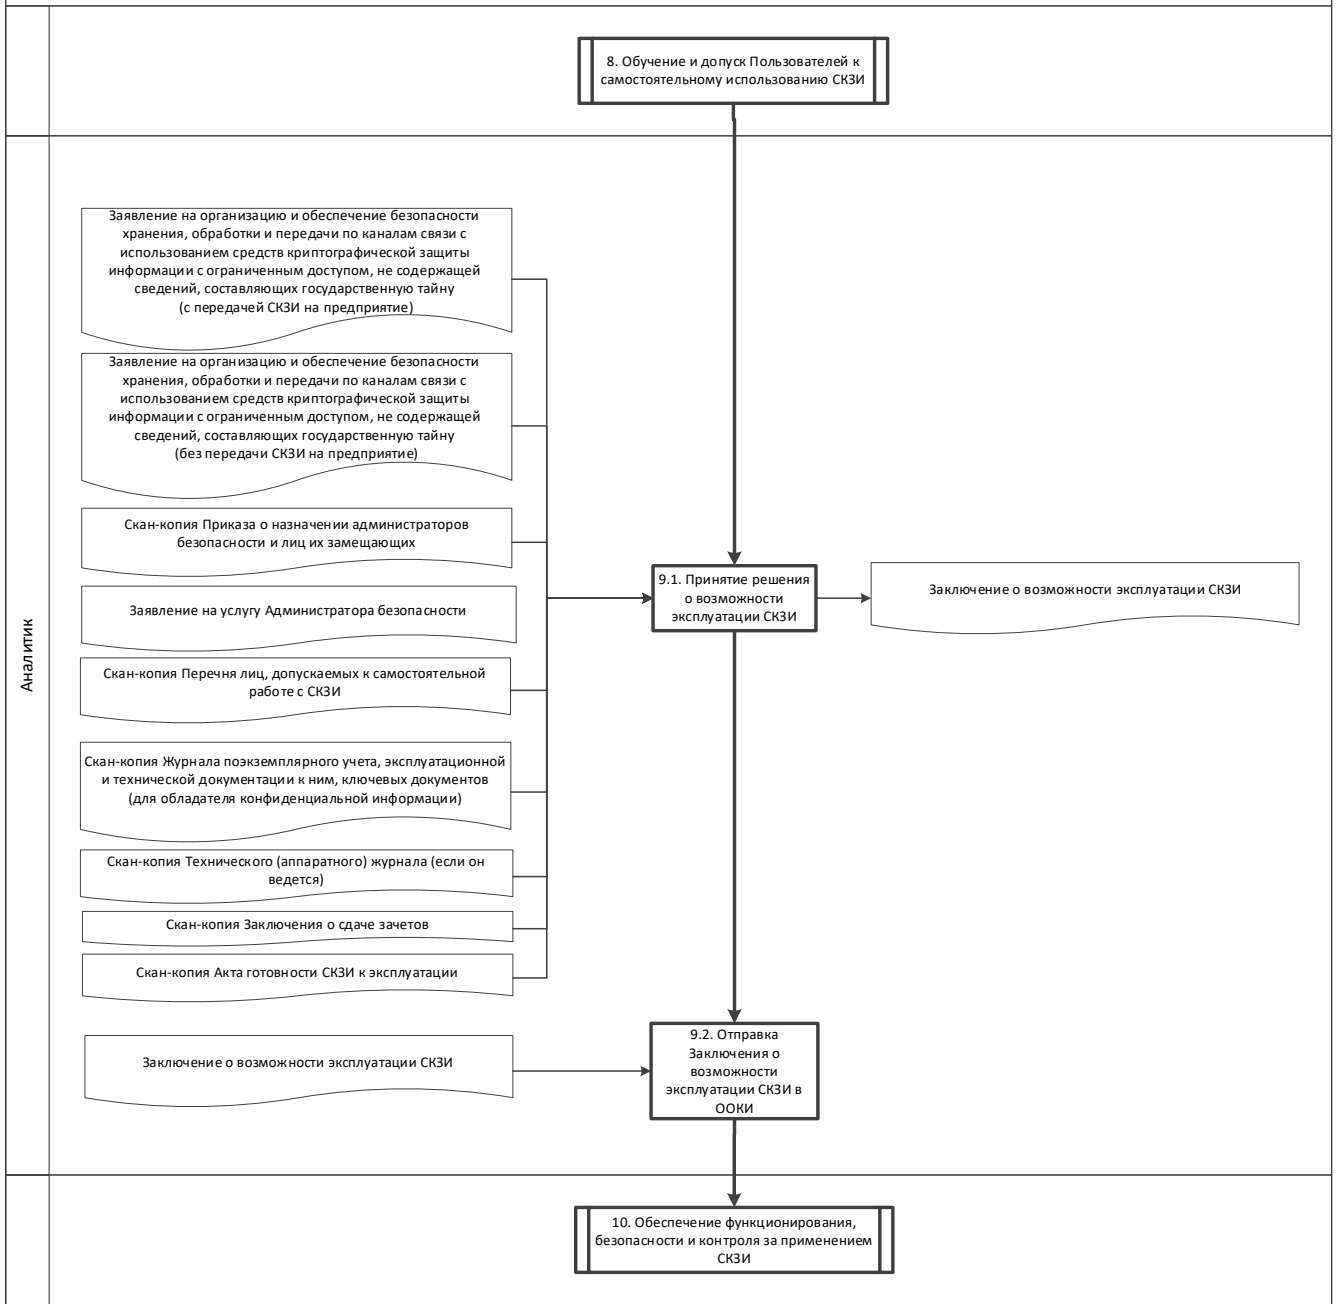 8. Обучение и допуск Пользователей к
самостоятельному использованию СКЗИ
Аналитик
Заявление на организацию и обеспечение безопасности
хранения, обработки и передачи по каналам связи с
использованием средств криптографической защиты
информации с ограниченным доступом, не содержащей
сведений, составляющих государственную тайну
(с передачей СКЗИ на предприятие)
Заявление на организацию и обеспечение безопасности
хранения, обработки и передачи по каналам связи с
использованием средств криптографической защиты
информации с ограниченным доступом, не содержащей
сведений, составляющих государственную тайну
(без передачи СКЗИ на предприятие)
Скан-копия Приказа о назначении администраторов
безопасности и лиц их замещающих
Заявление на услугу Администратора безопасности
Скан-копия Перечня лиц, допускаемых к самостоятельной
работе с СКЗИ
Скан-копия Журнала поэкземплярного учета, эксплуатационной
и технической документации к ним, ключевых документов
(для обладателя конфиденциальной информации)
Скан-копия Технического (аппаратного) журнала (если он
ведется)
Скан-копия Заключения о сдаче зачетов
Скан-копия Акта готовности СКЗИ к эксплуатации
9.1. Принятие решения
о возможности
эксплуатации СКЗИ
Заключение о возможности эксплуатации СКЗИ
Заключение о возможности эксплуатации СКЗИ
9.2. Отправка
Заключения о
возможности
эксплуатации СКЗИ в
ООКИ
10. Обеспечение функционирования,
безопасности и контроля за применением
СКЗИ